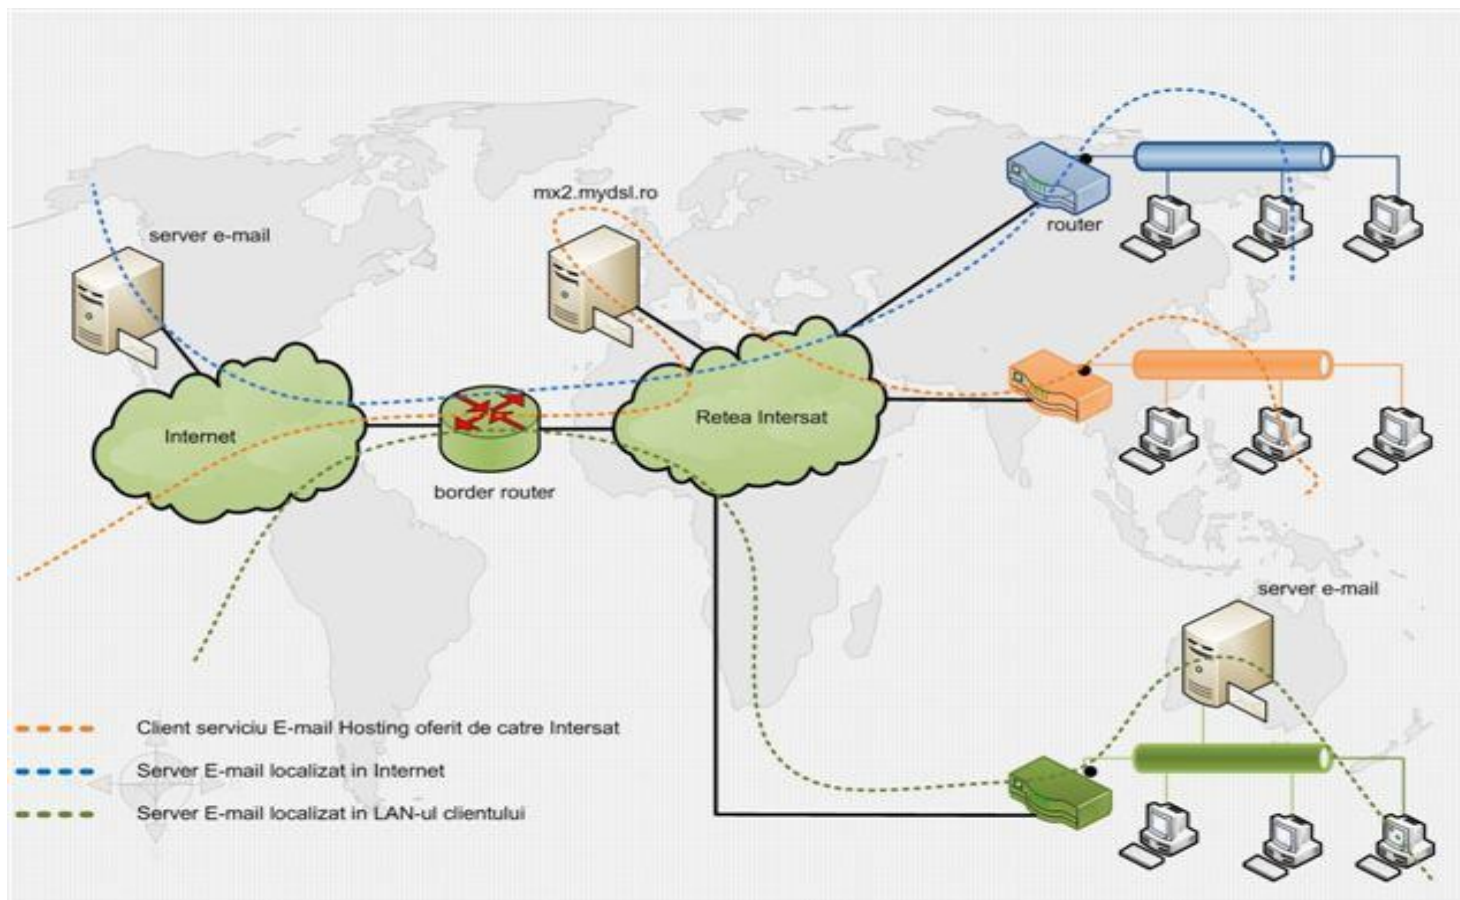 mx2.mydsl.ro
server e-mail
router
Internet
Retea Intersat
border router
server e-mail
Client serviciu E-mail Hosting oferit de catre Intersat
Server E-mail localizat in Internet
Server E-mail localizat in LAN-ul clientului